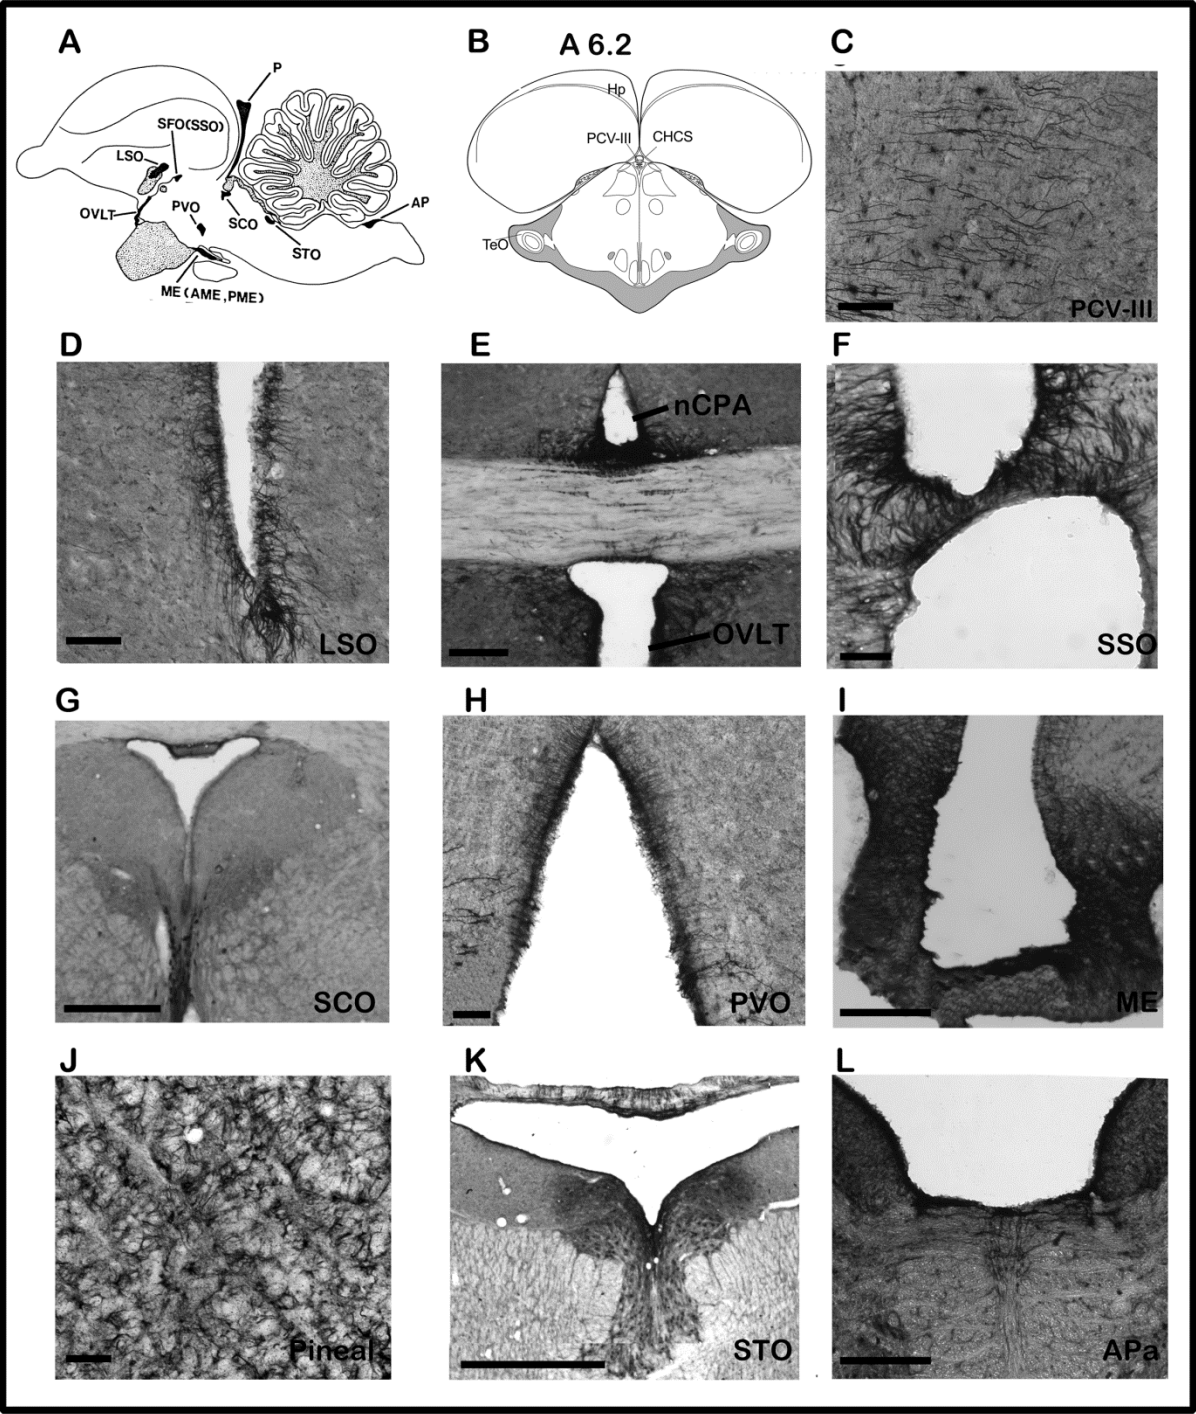 A
B
A 6.2
C
P
SFO(SSO)
LSO
OVLT
PVO
SCO
AP
STO
ME(AME,PME)
Hp
PCV-III
CHCS
TeO
PCV-III
D
E
F
LSO
nCPA
OVLT
SSO
G
H
I
SCO
PVO
ME
J
K
L
Pineal
STO
APa